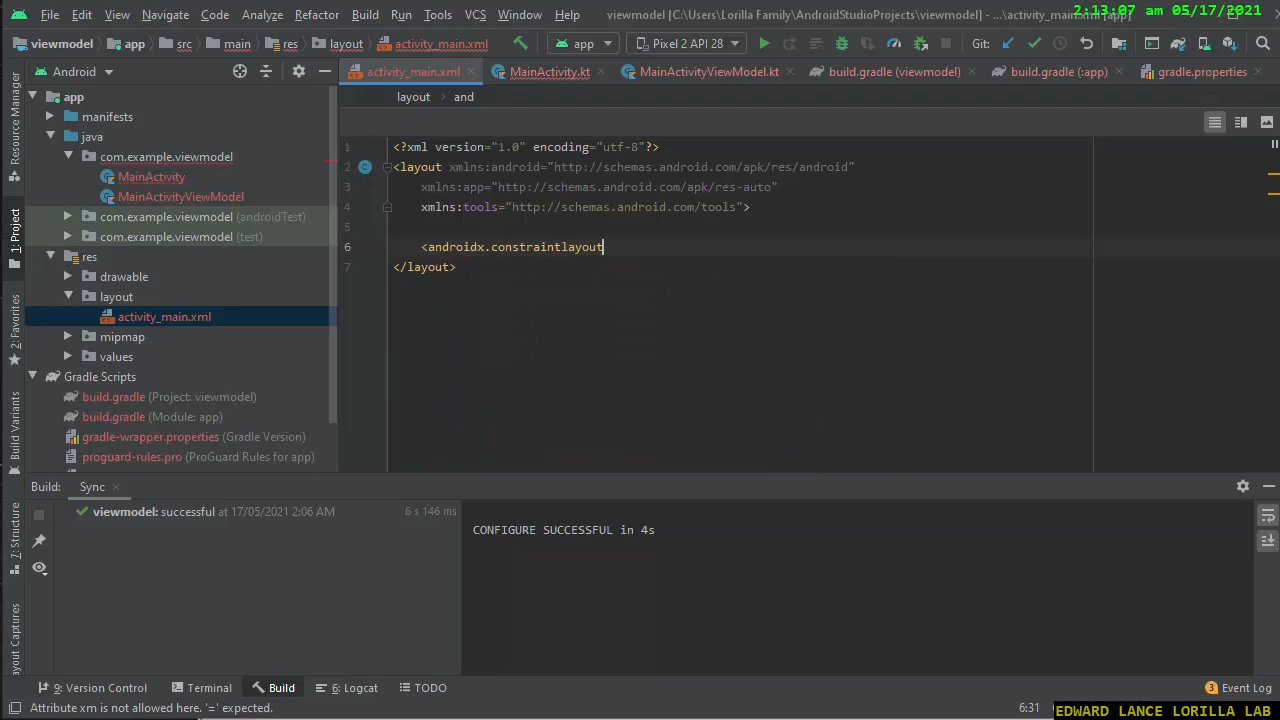 File Edit View Navigate Code Analyze Refactor Build Run Tools VCS Window Help viewmodel [C:\Users\Lorilla Family\AndroidStudioProjects\viewmodel] - ...\activity_main.xml [app]
2:13:07 am 05/17/2021
viewmodel app src main res layout activity_main.xml app Pixel 2 API 28 Git:
Android activity_main.xml MainActivity.kt MainActivityViewModel.kt build.gradle (viewmodel) build.gradle (:app) gradle.properties
Resource Manager
1: Project
2: Favorites
Build Variants
7: Structure
Layout Captures
app
manifests
java
com.example.viewmodel
MainActivity
MainActivityViewModel
com.example.viewmodel (androidTest)
com.example.viewmodel (test)
res
drawable
layout
activity_main.xml
mipmap
values
Gradle Scripts
build.gradle (Project: viewmodel)
build.gradle (Module: app)
gradle-wrapper.properties (Gradle Version)
proguard-rules.pro (ProGuard Rules for app)
layout and
1 <?xml version="1.0" encoding="utf-8"?>
2 <layout xmlns:android="http://schemas.android.com/apk/res/android"
3 xmlns:app="http://schemas.android.com/apk/res-auto"
4 xmlns:tools="http://schemas.android.com/tools">
5
6 <androidx.constraintlayout
7 </layout>
Build: Sync
viewmodel: successful at 17/05/2021 2:06 AM 6 s 146 ms
CONFIGURE SUCCESSFUL in 4s
9: Version Control Terminal Build 6: Logcat TODO 3 Event Log
Attribute xm is not allowed here. '=' expected. 6:31
EDWARD LANCE LORILLA LAB